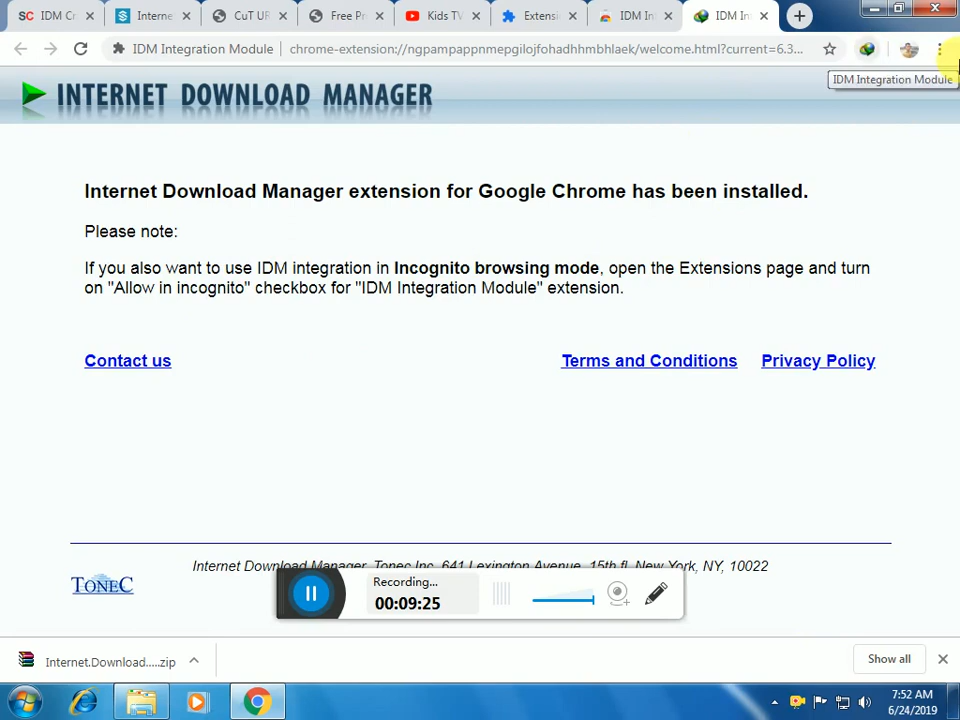 IDM Cr
Interne
CuT UR
Free Pr
Kids TV
Extensi
IDM In
IDM In
IDM Integration Module
chrome-extension://ngpampappnmepgilojfohadhhmbhlaek/welcome.html?current=6.3...
IDM Integration Module
INTERNET DOWNLOAD MANAGER
Internet Download Manager extension for Google Chrome has been installed.
Please note:
If you also want to use IDM integration in Incognito browsing mode, open the Extensions page and turn
on "Allow in incognito" checkbox for "IDM Integration Module" extension.
Contact us
Terms and Conditions
Privacy Policy
Internet Download Manager, Tonec Inc. 641 Lexington Avenue, 15th fl. New York, NY, 10022
TONEC
Recording...
00:09:25
Internet.Download.....zip
Show all
7:52 AM
6/24/2019